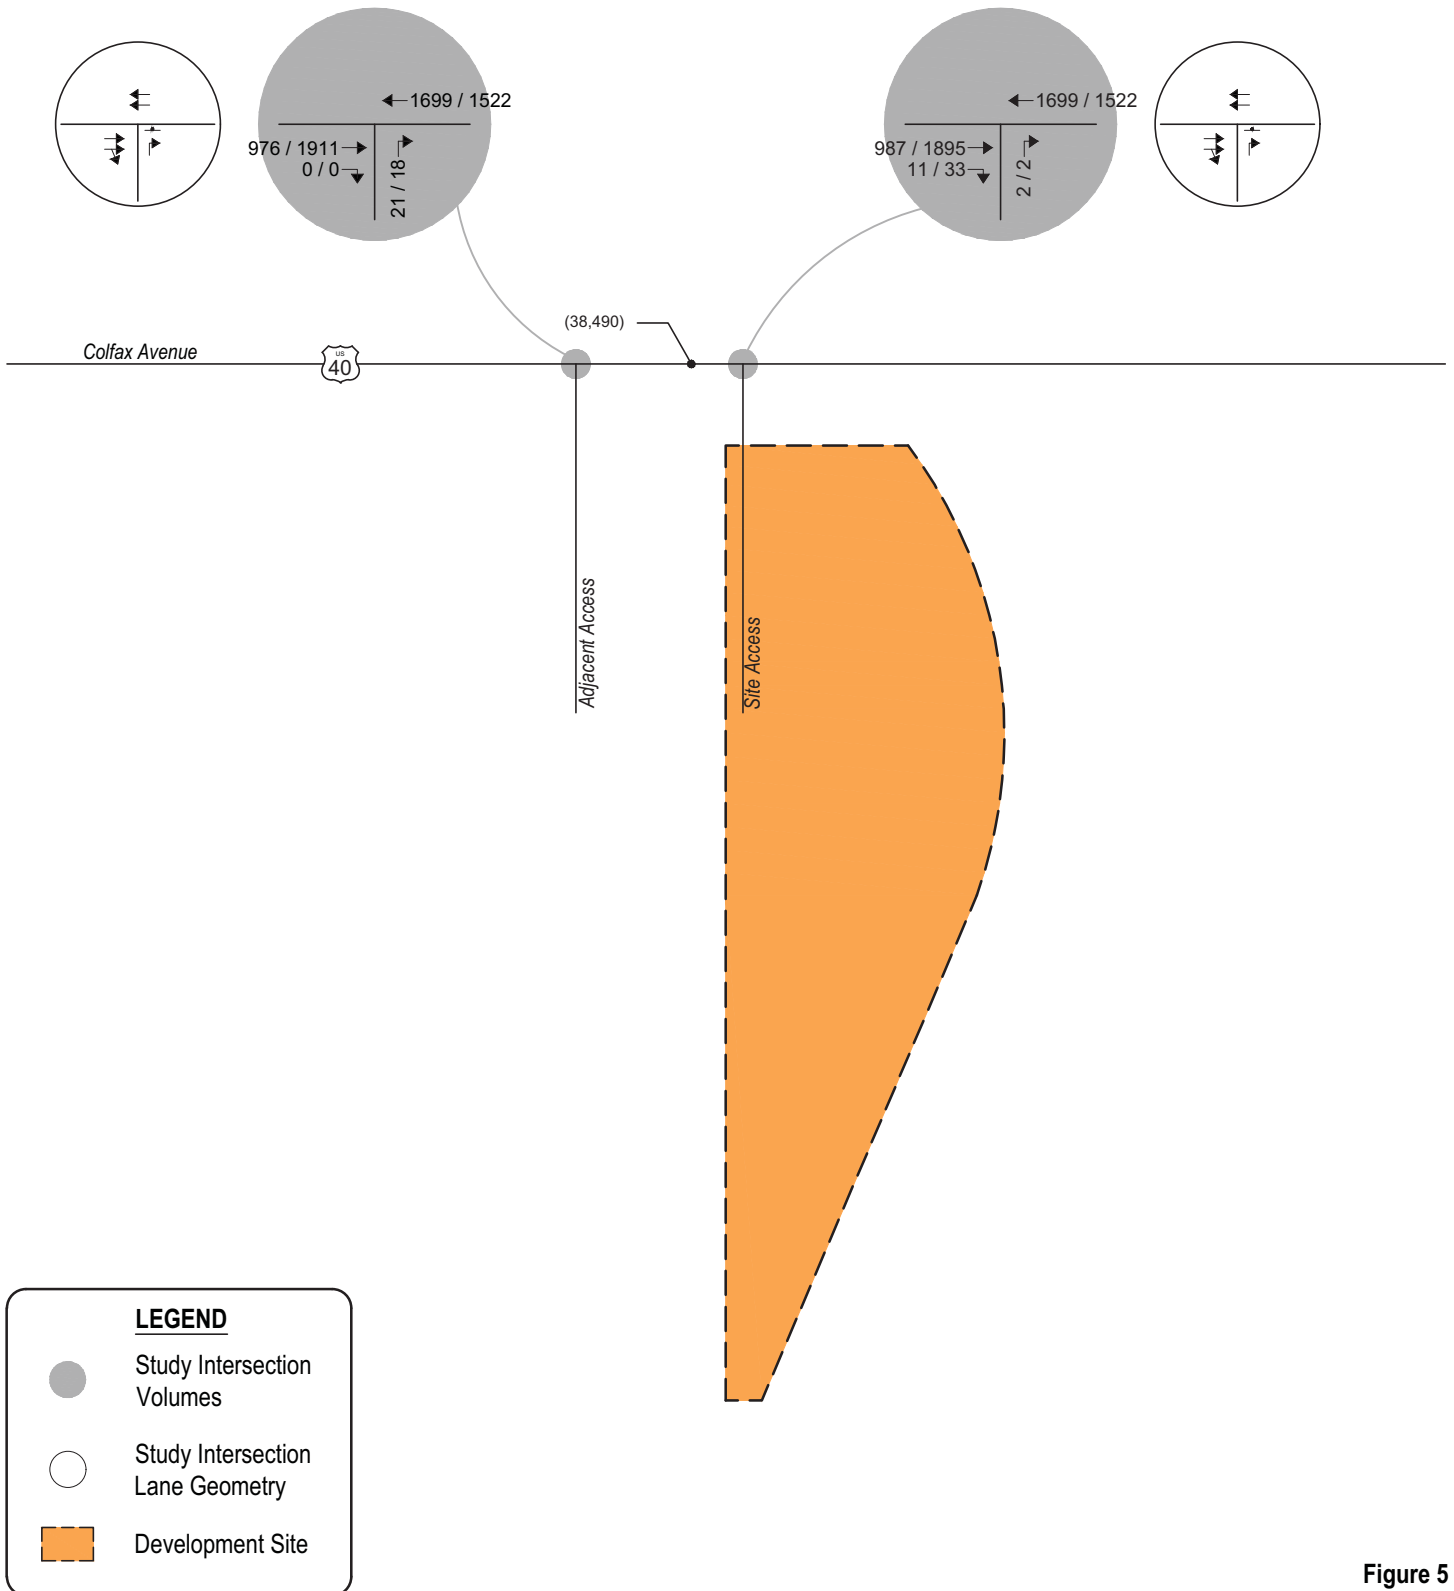 1699 / 1522
976 / 1911
0 / 0
21 / 18
1699 / 1522
987 / 1895
11 / 33
2 / 2
(38,490)
Colfax Avenue
US
40
Adjacent Access
Site Access
LEGEND
Study Intersection
Volumes
Study Intersection
Lane Geometry
Development Site
Figure 5